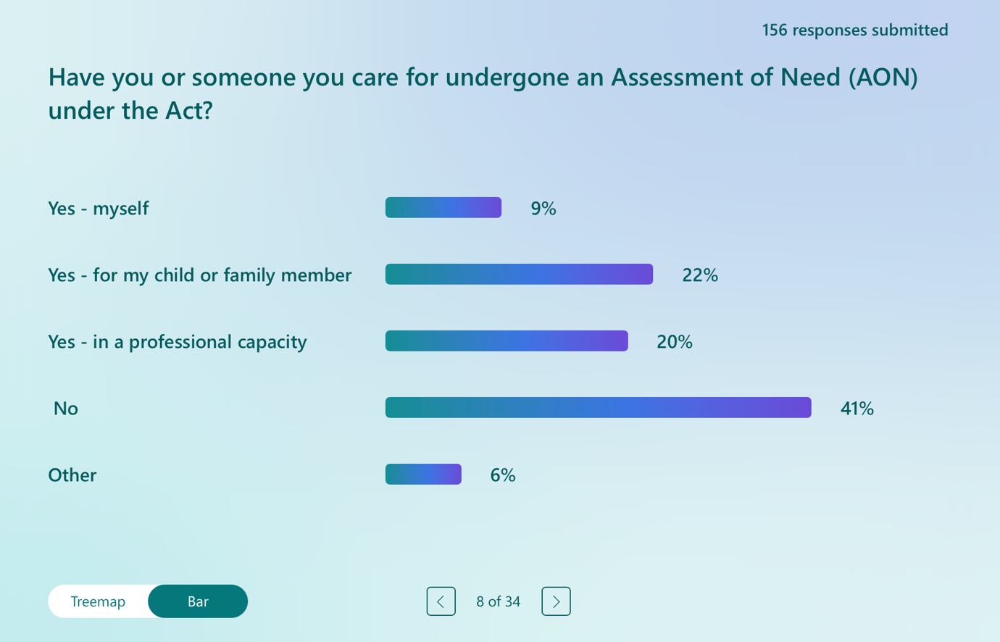 156 responses submitted
Have you or someone you care for undergone an Assessment of Need (AON)
under the Act?
Yes - myself 9%
Yes - for my child or family member 22%
Yes - in a professional capacity 20%
No 41%
Other 6%
Treemap Bar 8 of 34